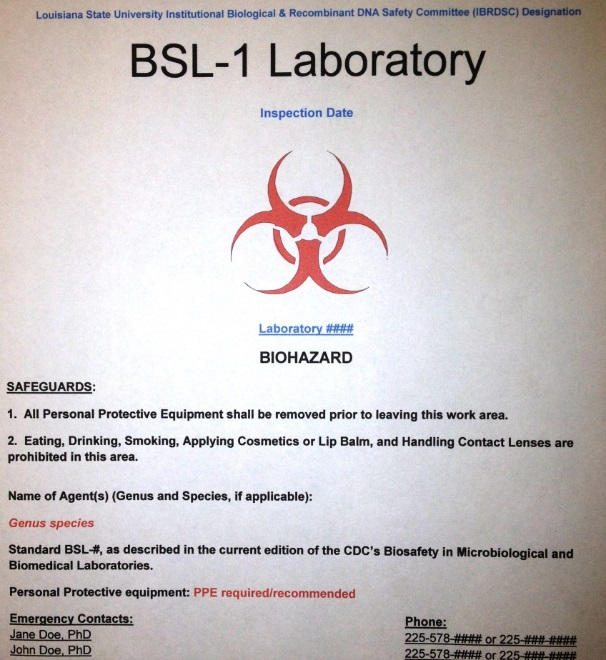 Louisiana State University Institutional Biological & Recombinant DNA Safety Committee (IBRDSC) Designation
BSL-1 Laboratory
Inspection Date
Laboratory ####
BIOHAZARD
SAFEGUARDS:
1. All Personal Protective Equipment shall be removed prior to leaving this work area.
2. Eating, Drinking, Smoking, Applying Cosmetics or Lip Balm, and Handling Contact Lenses are
prohibited in this area.
Name of Agent(s) (Genus and Species, if applicable):
Genus species
Standard BSL-#, as described in the current edition of the CDC's Biosafety in Microbiological and
Biomedical Laboratories.
Personal Protective equipment: PPE required/recommended
Emergency Contacts: Phone:
Jane Doe, PhD 225-578-#### or 225-###-####
John Doe, PhD 225-578-#### or 225-###-####